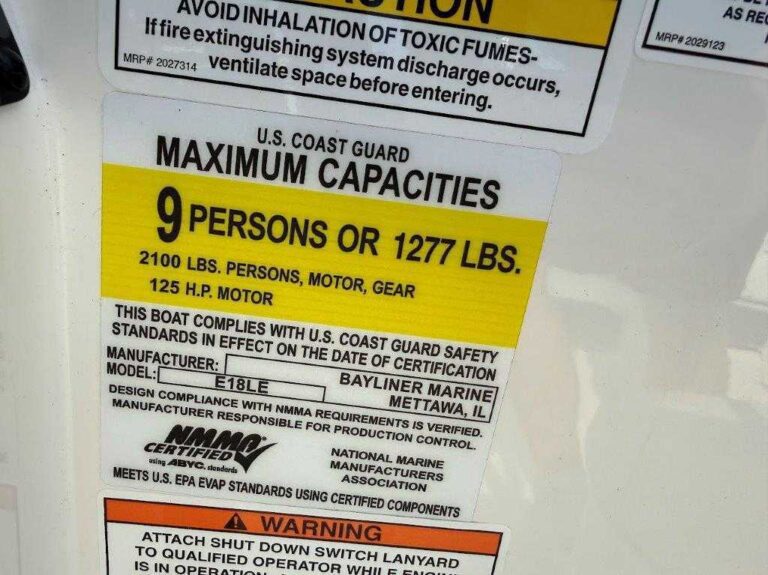 AVOID INHALATION OF TOXIC FUMES-
If fire extinguishing system discharge occurs,
MRP# 2027314 ventilate space before entering.
AS
MRP# 2029123
U.S. COAST GUARD
MAXIMUM CAPACITIES
9 PERSONS OR 1277 LBS.
2100 LBS. PERSONS, MOTOR, GEAR
125 H.P. MOTOR
THIS BOAT COMPLIES WITH U.S. COAST GUARD SAFETY
STANDARDS IN EFFECT ON THE DATE OF CERTIFICATION
MANUFACTURER: BAYLINER MARINE
MODEL: E18LE METTAWA, IL
DESIGN COMPLIANCE WITH NMMA REQUIREMENTS IS VERIFIED.
MANUFACTURER RESPONSIBLE FOR PRODUCTION CONTROL.
NMMA
CERTIFIED
using ABYC. standards
NATIONAL MARINE
MANUFACTURERS
ASSOCIATION
MEETS U.S. EPA EVAP STANDARDS USING CERTIFIED COMPONENTS
WARNING
ATTACH SHUT DOWN SWITCH LANYARD
TO QUALIFIED OPERATOR WHILE
IS IN OPERATION